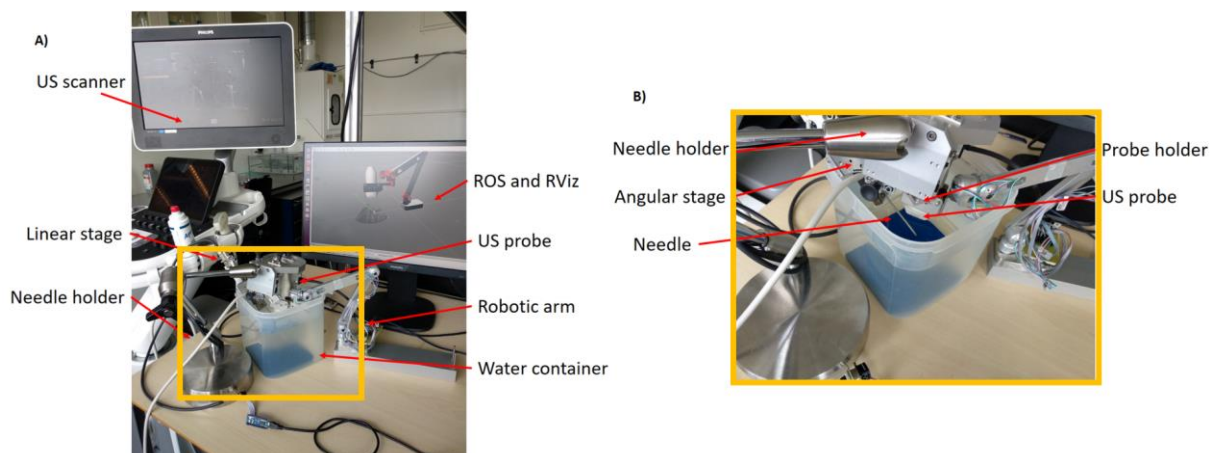 A)
PHILIPS
US scanner
ROS and RViz
Linear stage
US probe
Needle holder
Robotic arm
Water container
B)
Needle holder
Probe holder
Angular stage
US probe
Needle